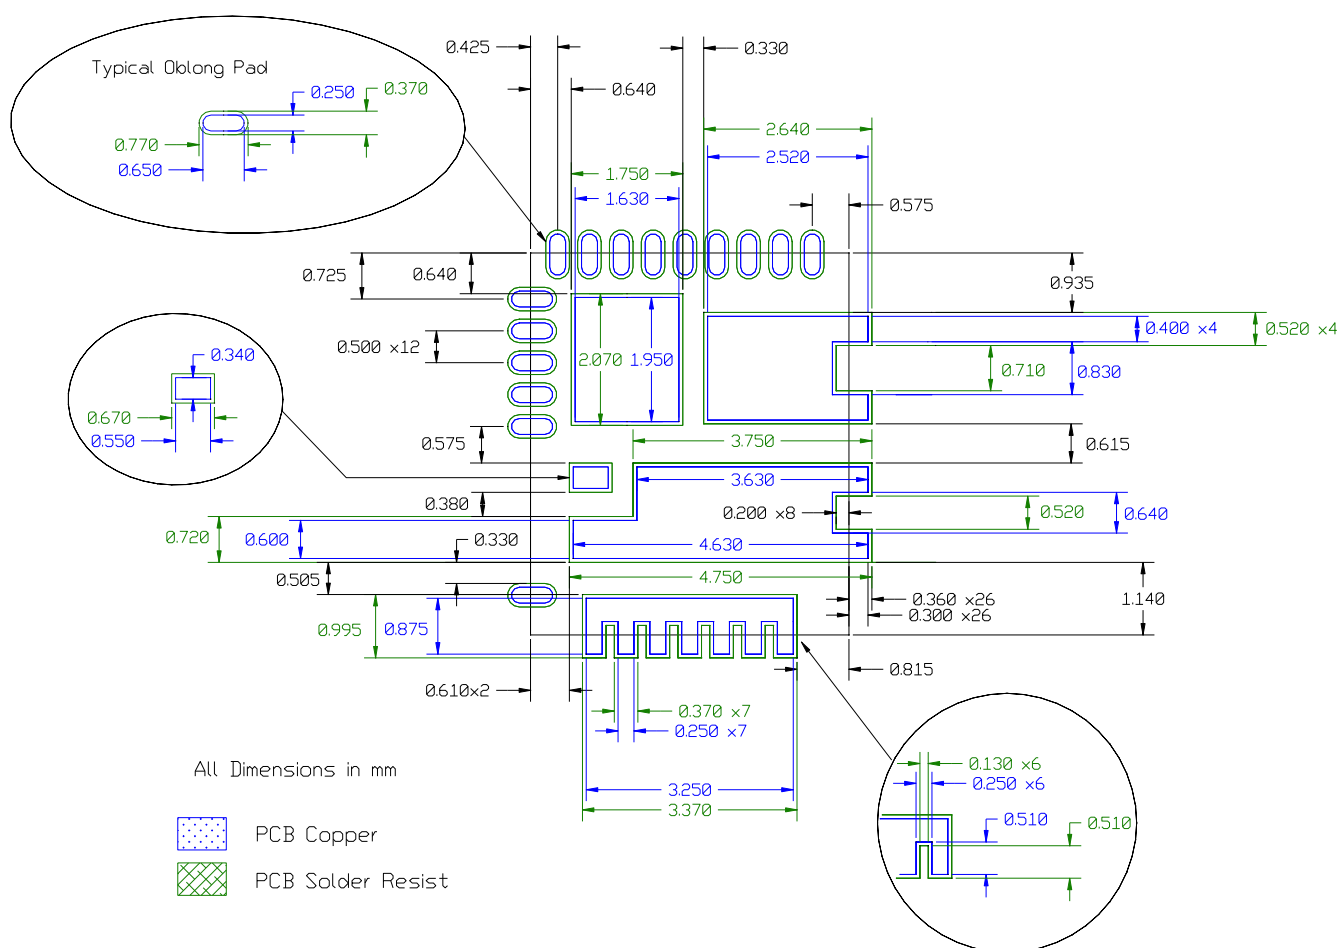 0.425
0.330
Typical Oblong Pad
0.250
0.370
0.640
2.640
0.770
0.650
2.520
1.750
1.630
0.575
0.725
0.640
0.935
0.400 x4
0.520 x4
0.500 x12
0.340
2.070
1.950
0.710
0.830
0.670
0.550
0.575
3.750
0.615
3.630
0.380
0.200 x8
0.520
0.640
0.720
0.600
0.330
4.630
0.505
4.750
0.360 x26
0.300 x26
1.140
0.995
0.875
0.815
0.610x2
0.370 x7
0.250 x7
0.130 x6
0.250 x6
All Dimensions in mm
3.250
3.370
0.510
0.510
PCB Copper
PCB Solder Resist